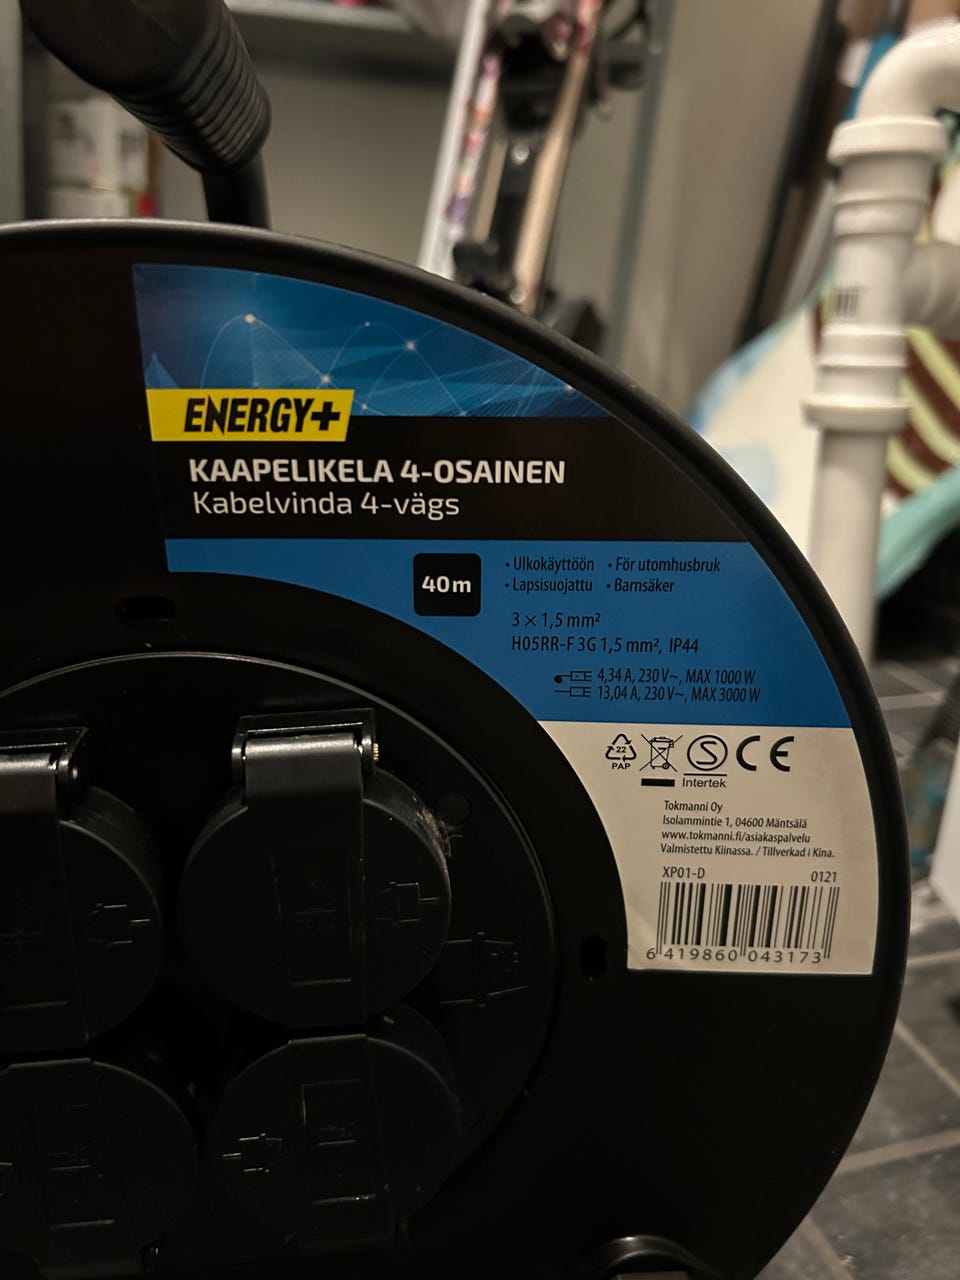 ENERGY+
KAAPELIKELA 4-OSAINEN
Kabelvinda 4-vägs
40m
• Ulkokäyttöön • För utomhusbruk
• Lapsisuojattu • Barnsäker
3 × 1,5 mm²
H05RR-F 3G 1,5 mm², IP44
4,34 A, 230 V~, MAX 1000 W
13,04 A, 230 V~, MAX 3000 W
22
PAP
S
Intertek
CE
Tokmanni Oy
Isolammintie 1, 04600 Mäntsälä
www.tokmanni.fi/asiakaspalvelu
Valmistettu Kiinassa. / Tillverkad i Kina.
XP01-D 0121
6 419860 043173